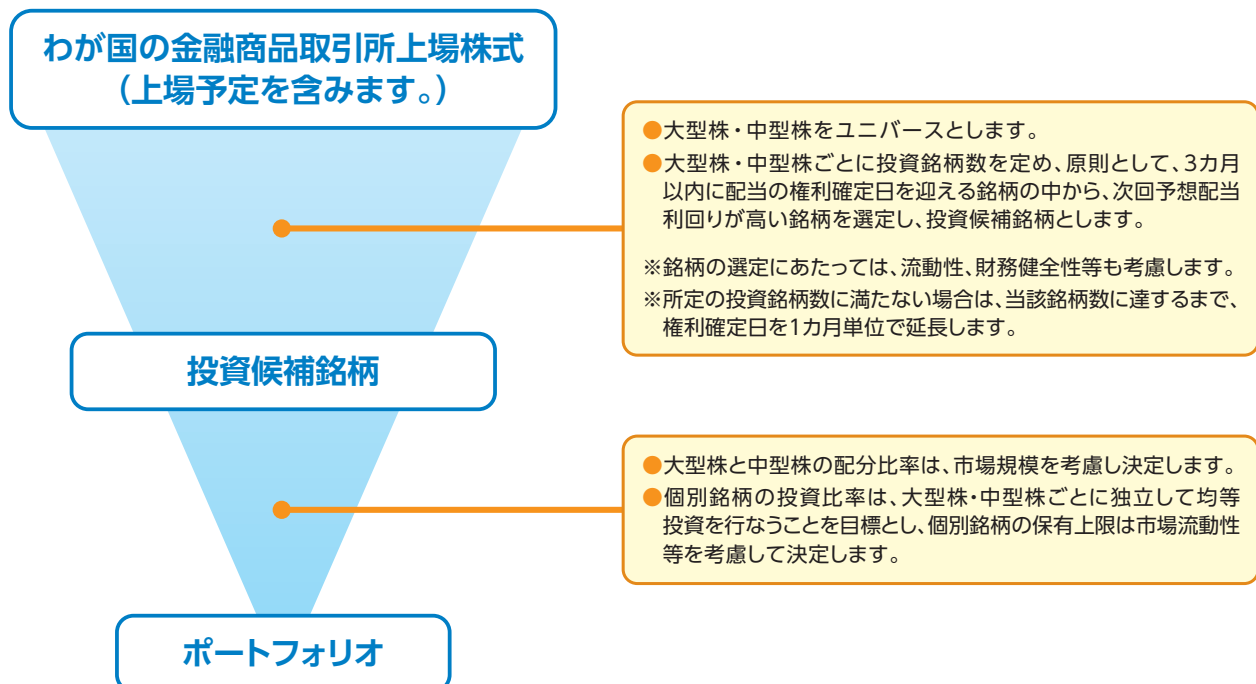 わが国の金融商品取引所上場株式
（上場予定を含みます。）
●大型株・中型株をユニバースとします。
●大型株・中型株ごとに投資銘柄数を定め、原則として、3カ月
以内に配当の権利確定日を迎える銘柄の中から、次回予想配当
利回りが高い銘柄を選定し、投資候補銘柄とします。
※銘柄の選定にあたっては、流動性、財務健全性等も考慮します。
※所定の投資銘柄数に満たない場合は、当該銘柄数に達するまで、
権利確定日を1カ月単位で延長します。
投資候補銘柄
●大型株と中型株の配分比率は、市場規模を考慮し決定します。
●個別銘柄の投資比率は、大型株・中型株ごとに独立して均等
投資を行なうことを目標とし、個別銘柄の保有上限は市場流動性
等を考慮して決定します。
ポートフォリオ